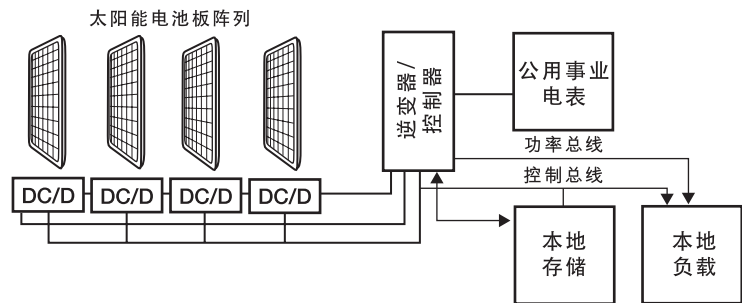 太阳能电池板阵列
逆变器/
控制器
公用事业
电表
功率总线
控制总线
DC/D
DC/D
DC/D
DC/D
本地
存储
本地
负载